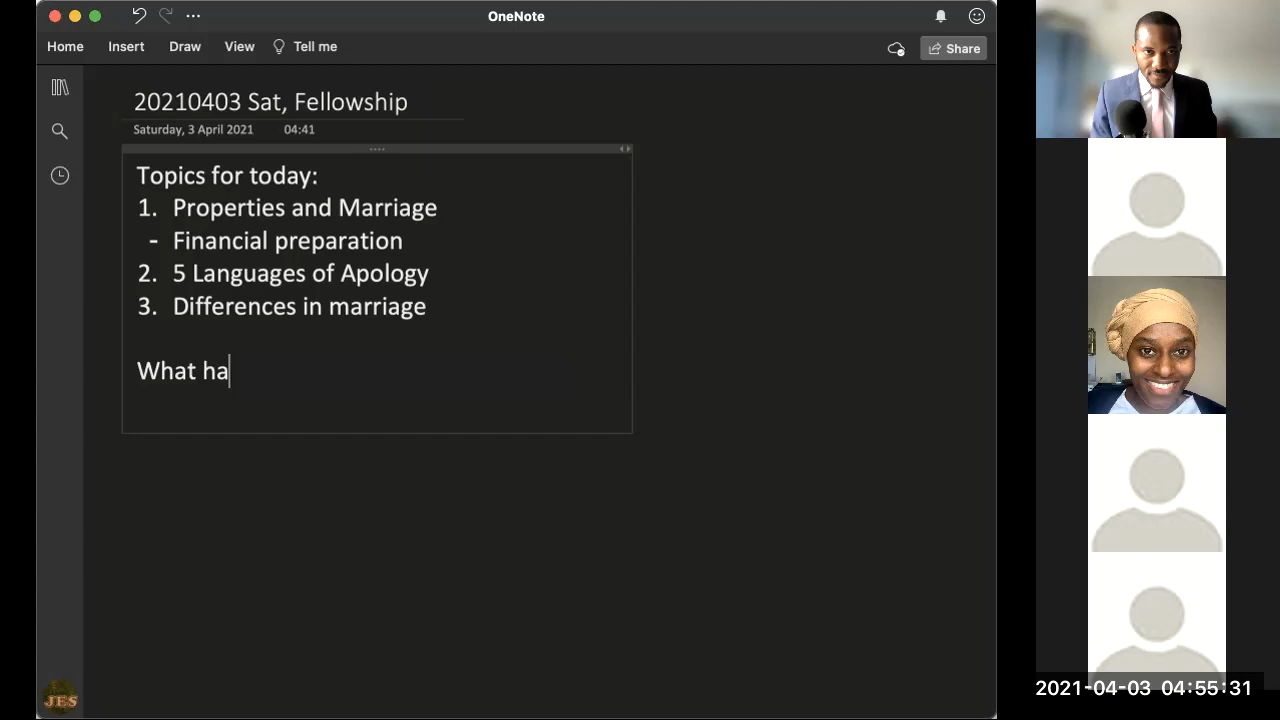 OneNote
Home Insert Draw View Tell me Share
20210403 Sat, Fellowship
Saturday, 3 April 2021 04:41
Topics for today:
1. Properties and Marriage
- Financial preparation
2. 5 Languages of Apology
3. Differences in marriage
What ha
JES
2021-04-03 04:55:31